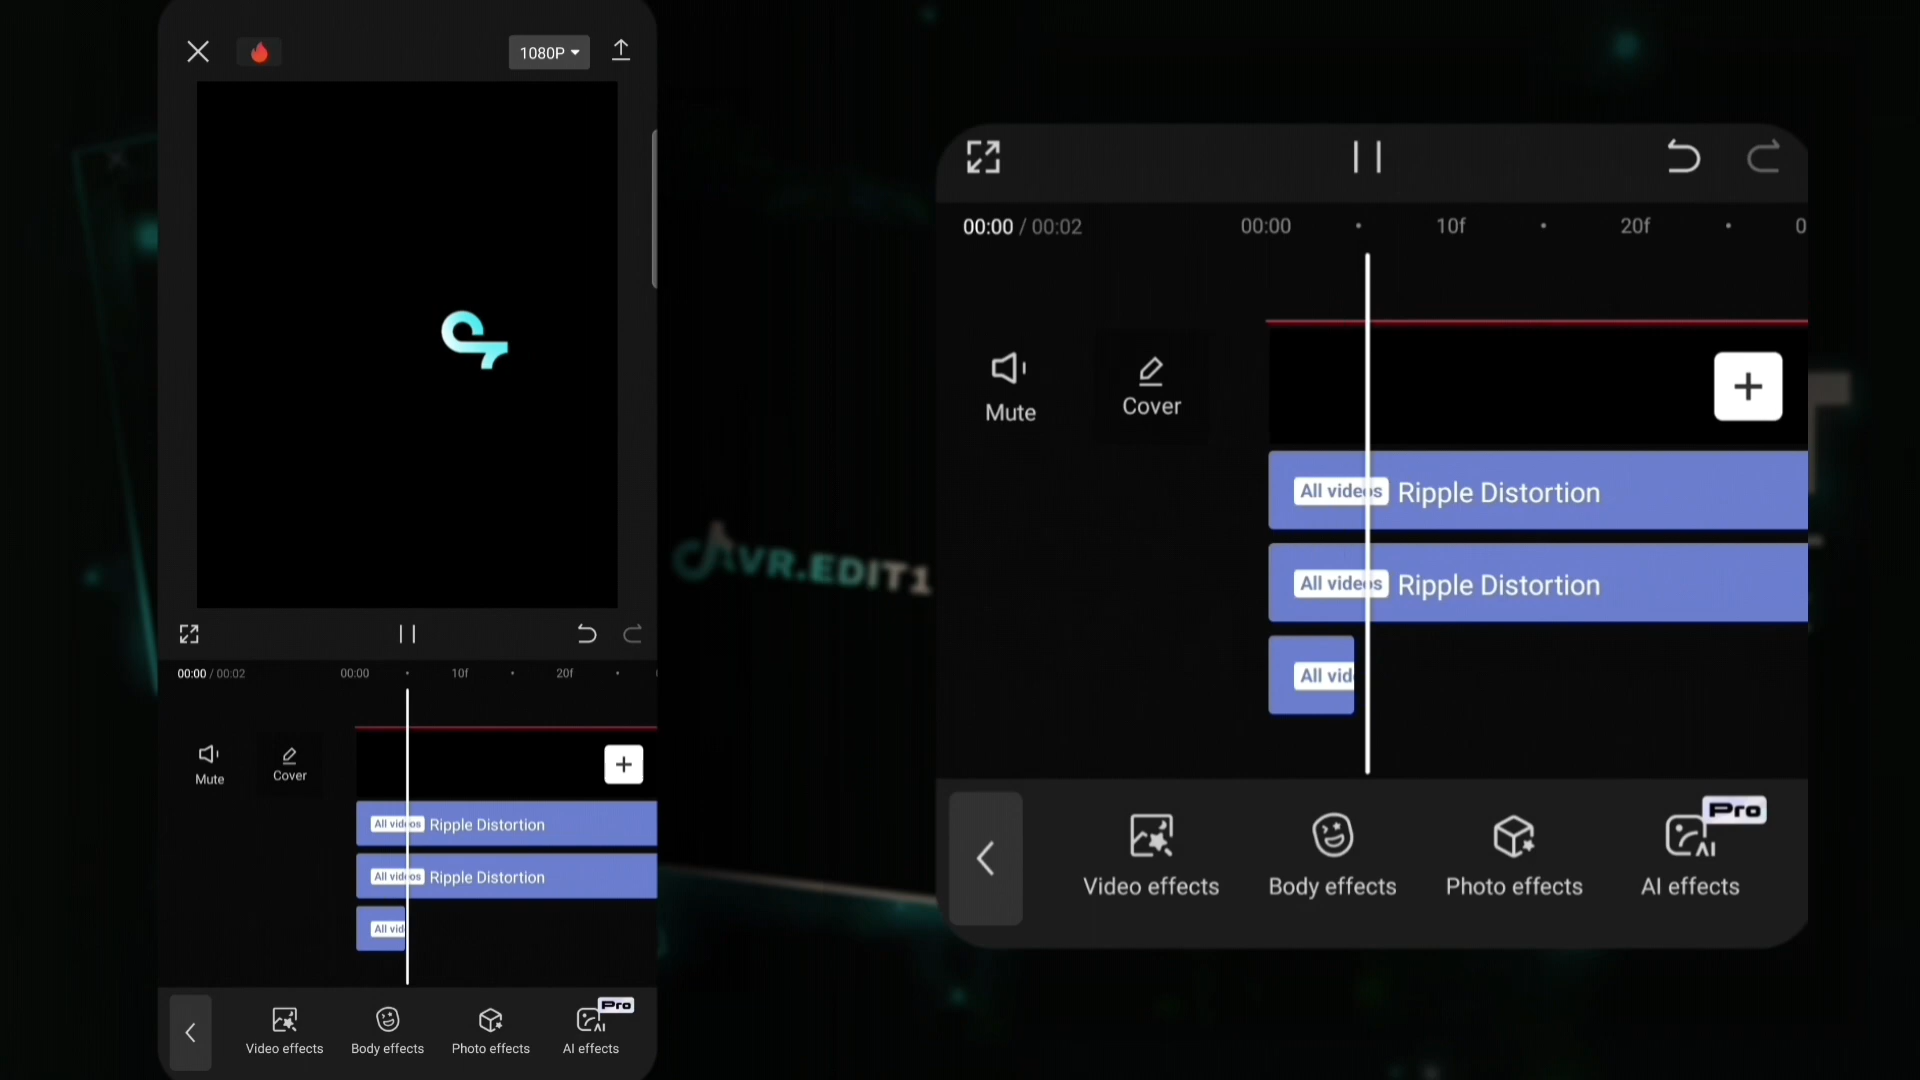 1080P
00:00 / 00:02
00:00
10f
20f
Mute
Cover
All videos Ripple Distortion
All videos Ripple Distortion
All vid
Video effects
Body effects
Photo effects
Pro
AI effects
VR.EDIT1
00:00 / 00:02
00:00
10f
20f
0
Mute
Cover
All videos Ripple Distortion
All videos Ripple Distortion
All vid
Video effects
Body effects
Photo effects
Pro
AI effects